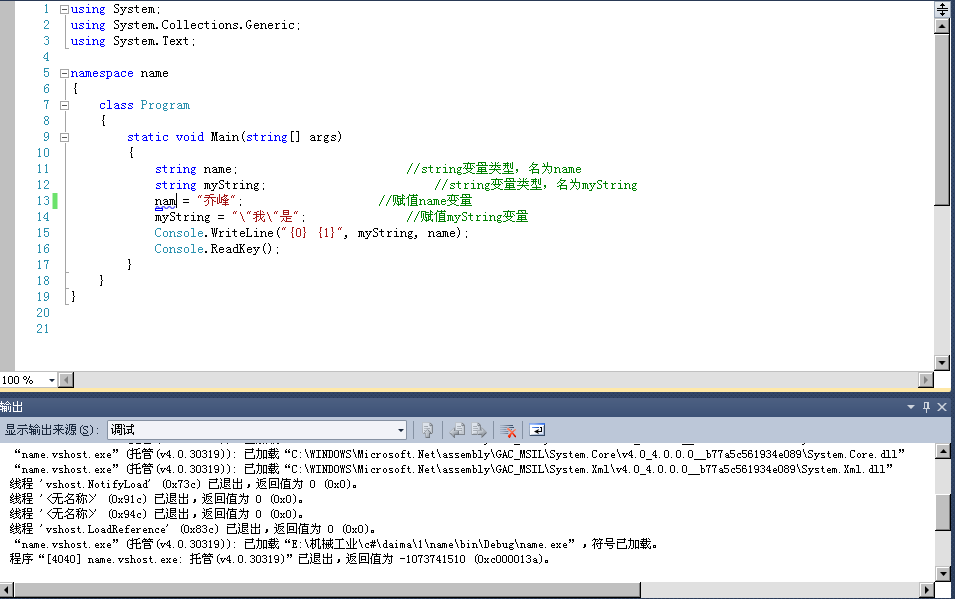 1 using System;
2 using System.Collections.Generic;
3 using System.Text;
4
5 namespace name
6 {
7 class Program
8 {
9 static void Main(string[] args)
10 {
11 string name; //string变量类型，名为name
12 string myString; //string变量类型，名为myString
13 nam = "乔峰"; //赋值name变量
14 myString = "\"我\"是"; //赋值myString变量
15 Console.WriteLine("{0} {1}", myString, name);
16 Console.ReadKey();
17 }
18 }
19 }
20
21
100 %
输出
显示输出来源(S): 调试
“name.vshost.exe”(托管(v4.0.30319)): 已加载“C:\WINDOWS\Microsoft.Net\assembly\GAC_MSIL\System.Core\v4.0_4.0.0.0__b77a5c561934e089\System.Core.dll”
“name.vshost.exe”(托管(v4.0.30319)): 已加载“C:\WINDOWS\Microsoft.Net\assembly\GAC_MSIL\System.Xml\v4.0_4.0.0.0__b77a5c561934e089\System.Xml.dll”
线程 'vshost.NotifyLoad' (0x73c) 已退出，返回值为 0 (0x0)。
线程 '<无名称>' (0x91c) 已退出，返回值为 0 (0x0)。
线程 '<无名称>' (0x94c) 已退出，返回值为 0 (0x0)。
线程 'vshost.LoadReference' (0x83c) 已退出，返回值为 0 (0x0)。
“name.vshost.exe”(托管(v4.0.30319)): 已加载“E:\机械工业\c#\daima\1\name\bin\Debug\name.exe”，符号已加载。
程序“[4040] name.vshost.exe: 托管(v4.0.30319)”已退出，返回值为 -1073741510 (0xc000013a)。